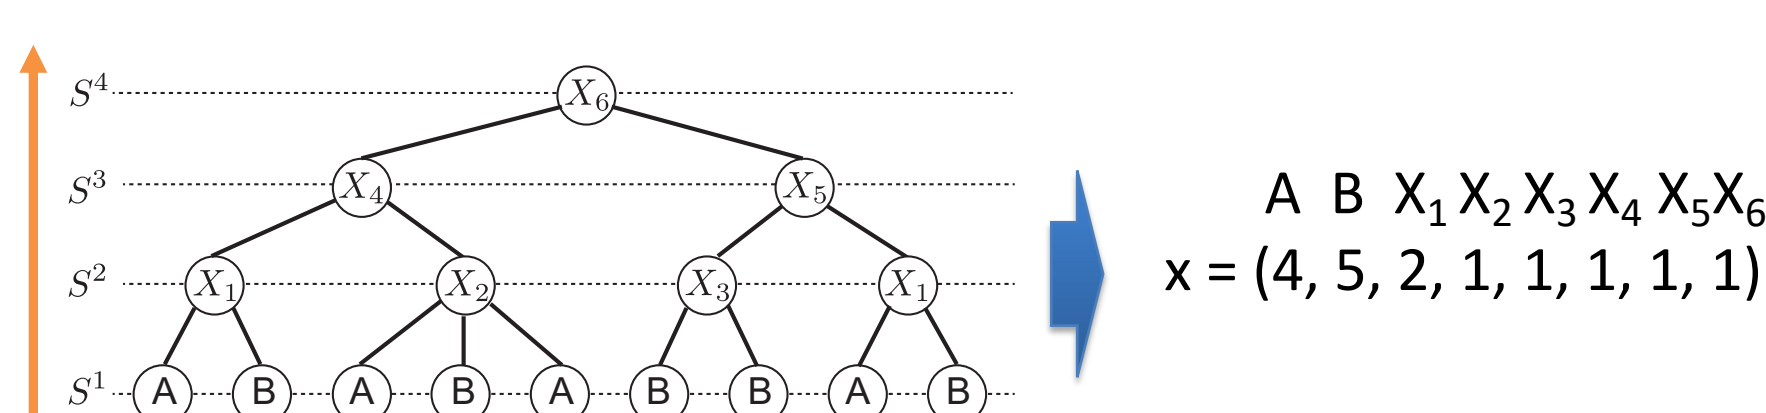 S⁴ X₆
S³ X₄ X₅
A B X₁ X₂ X₃ X₄ X₅ X₆
x = (4, 5, 2, 1, 1, 1, 1, 1)
S² X₁ X₂ X₃ X₁
S¹ A B A B A B B A B